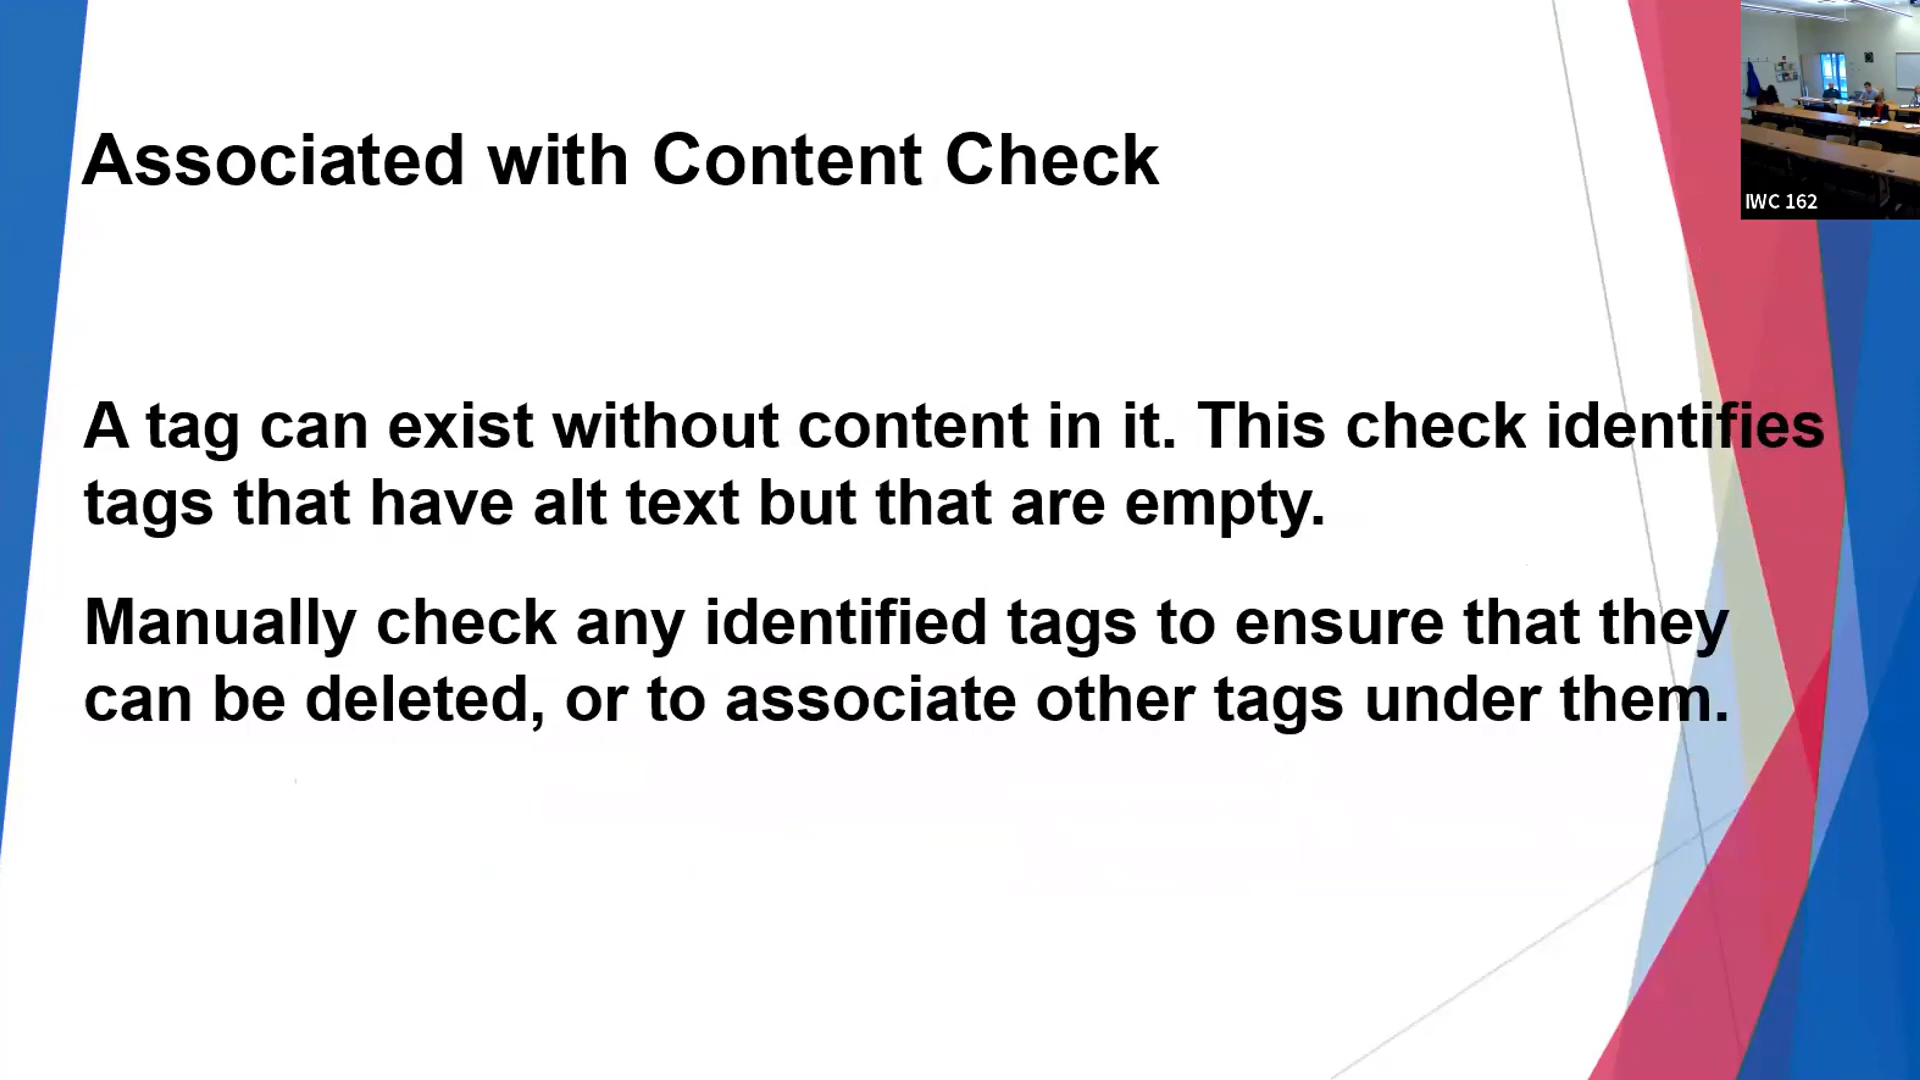 Associated with Content Check
IWC 162
A tag can exist without content in it. This check identifies
tags that have alt text but that are empty.
Manually check any identified tags to ensure that they
can be deleted, or to associate other tags under them.